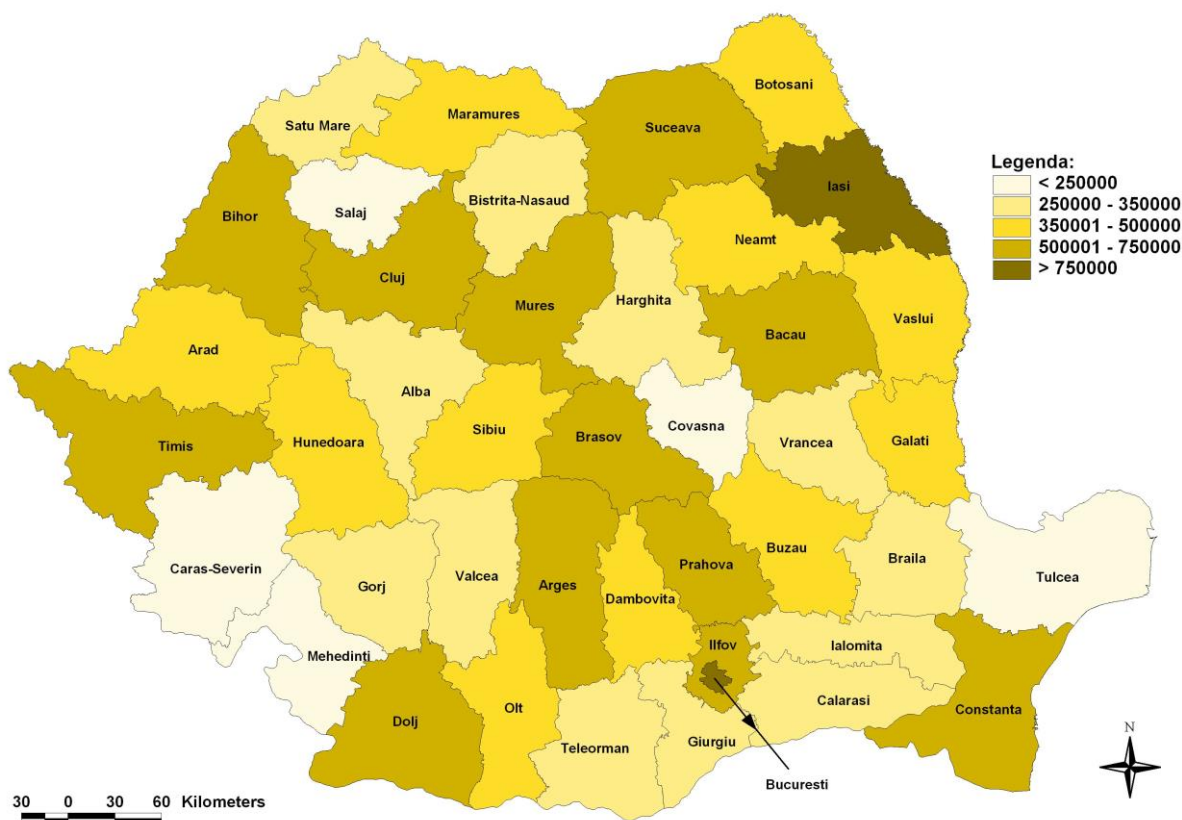 Botosani
Satu Mare
Maramures
Suceava
Legenda:
< 250000
250000 - 350000
350001 - 500000
500001 - 750000
> 750000
Iasi
Bistrita-Nasaud
Salaj
Bihor
Neamt
Cluj
Mures
Harghita
Vaslui
Bacau
Arad
Alba
Sibiu
Brasov
Covasna
Vrancea
Galati
Timis
Hunedoara
Caras-Severin
Gorj
Valcea
Arges
Dambovita
Prahova
Buzau
Braila
Tulcea
Mehedinți
Ilfov
Ialomita
Calarasi
Constanta
Dolj
Olt
Teleorman
Giurgiu
Bucuresti
N
30 0 30 60 Kilometers